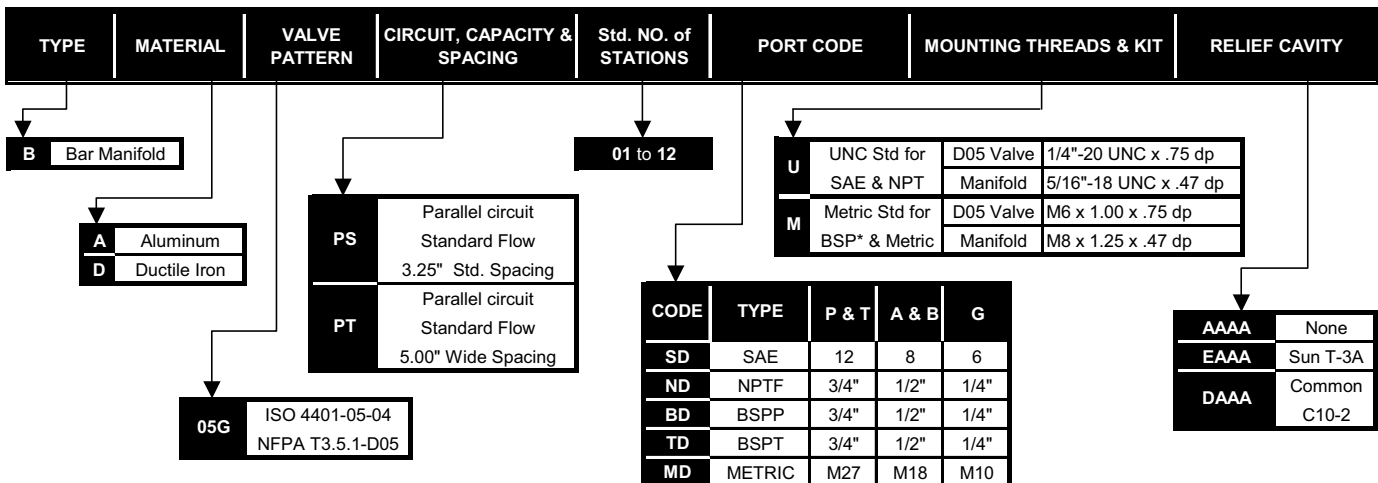 TYPE
MATERIAL
VALVE
PATTERN
CIRCUIT, CAPACITY &
SPACING
Std. NO. of
STATIONS
PORT CODE
MOUNTING THREADS & KIT
RELIEF CAVITY
B Bar Manifold
A Aluminum
D Ductile Iron
05G
ISO 4401-05-04
NFPA T3.5.1-D05
PS
Parallel circuit
Standard Flow
3.25" Std. Spacing
PT
Parallel circuit
Standard Flow
5.00" Wide Spacing
01 to 12
CODE TYPE P & T A & B G
SD SAE 12 8 6
ND NPTF 3/4" 1/2" 1/4"
BD BSPP 3/4" 1/2" 1/4"
TD BSPT 3/4" 1/2" 1/4"
MD METRIC M27 M18 M10
U
UNC Std for D05 Valve 1/4"-20 UNC x .75 dp
SAE & NPT Manifold 5/16"-18 UNC x .47 dp
M
Metric Std for D05 Valve M6 x 1.00 x .75 dp
BSP* & Metric Manifold M8 x 1.25 x .47 dp
AAAA None
EAAA Sun T-3A
DAAA
Common
C10-2